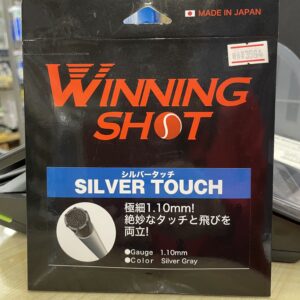 MADE IN JAPAN
WINNING
SHOT
シルバータッチ
SILVER TOUCH
極細1.10mm!
絶妙なタッチと飛びを
両立!
●Gauge 1.10mm
●Color Silver Gray